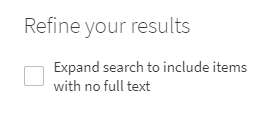 Refine your results
Expand search to include items
with no full text